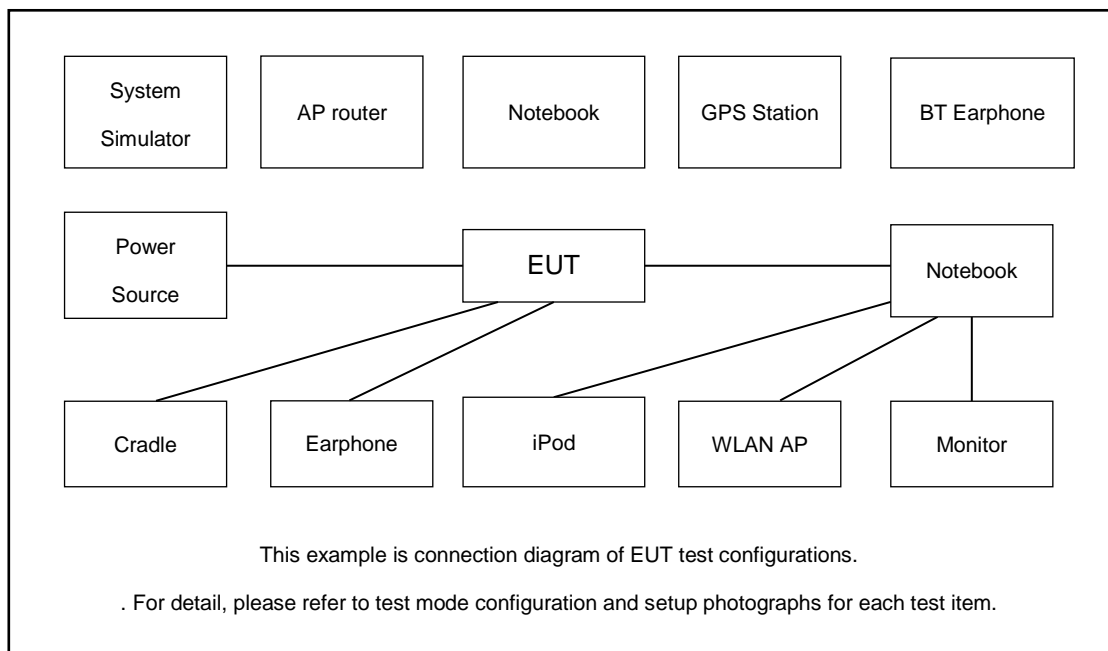 System
Simulator
AP router
Notebook
GPS Station
BT Earphone
Power
Source
EUT
Notebook
Cradle
Earphone
iPod
WLAN AP
Monitor
This example is connection diagram of EUT test configurations.
. For detail, please refer to test mode configuration and setup photographs for each test item.